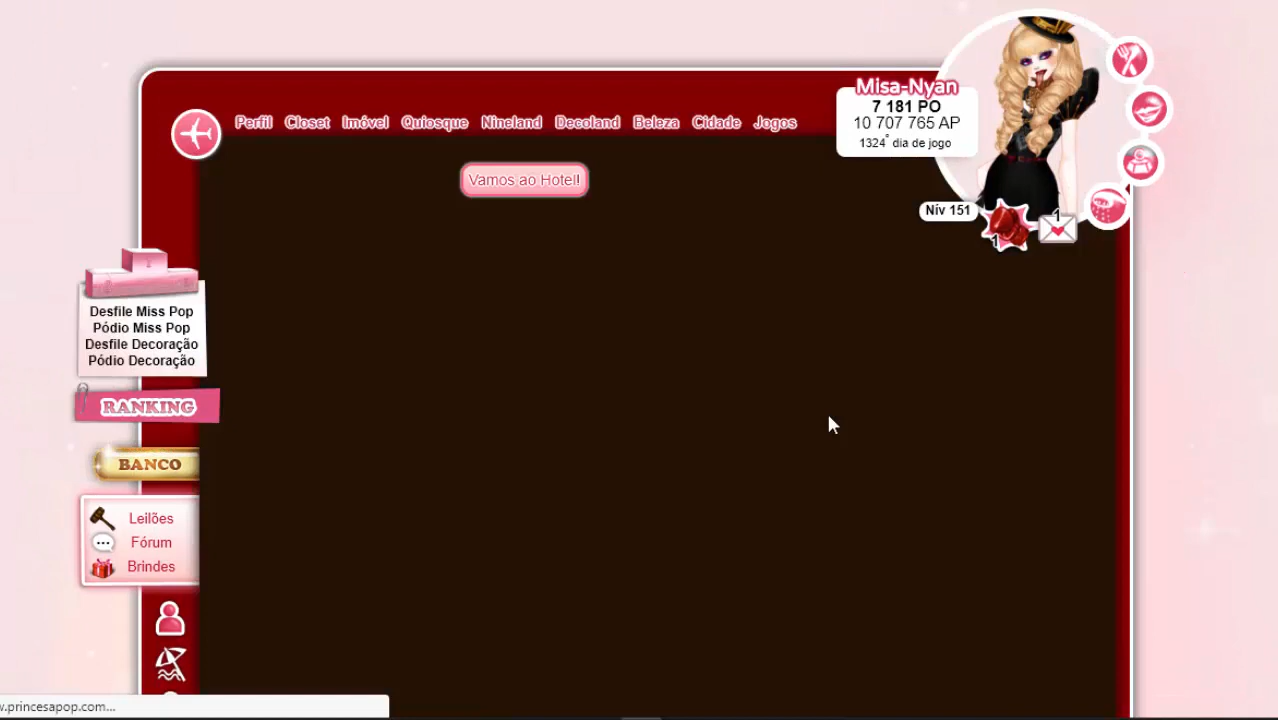 Misa-Nyan
7 181 PO
10 707 765 AP
1324° dia de jogo
Perfil Closet Imóvel Quiosque Nineland Decoland Beleza Cidade Jogos
Vamos ao Hotel!
Nív 151
1
1
Desfile Miss Pop
Pódio Miss Pop
Desfile Decoração
Pódio Decoração
RANKING
BANCO
Leilões
Fórum
Brindes
w.princesapop.com...